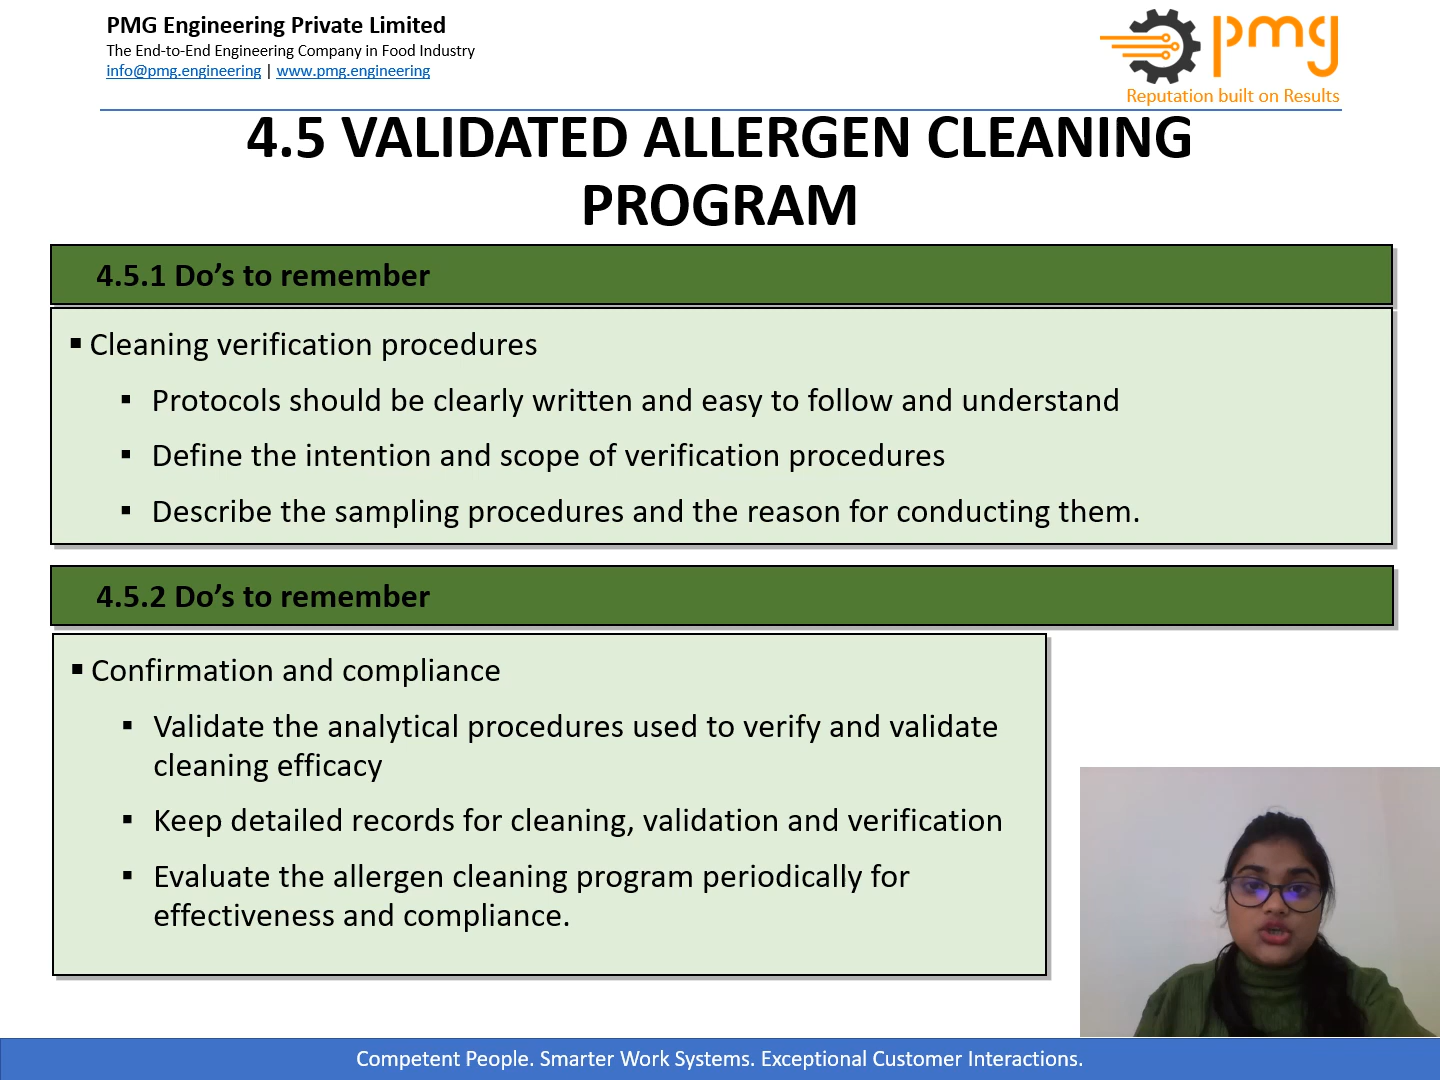 PMG Engineering Private Limited
The End-to-End Engineering Company in Food Industry
info@pmg.engineering | www.pmg.engineering
pmg
Reputation built on Results
4.5 VALIDATED ALLERGEN CLEANING
PROGRAM
4.5.1 Do’s to remember
▪ Cleaning verification procedures
▪ Protocols should be clearly written and easy to follow and understand
▪ Define the intention and scope of verification procedures
▪ Describe the sampling procedures and the reason for conducting them.
4.5.2 Do’s to remember
▪ Confirmation and compliance
▪ Validate the analytical procedures used to verify and validate
cleaning efficacy
▪ Keep detailed records for cleaning, validation and verification
▪ Evaluate the allergen cleaning program periodically for
effectiveness and compliance.
Competent People. Smarter Work Systems. Exceptional Customer Interactions.